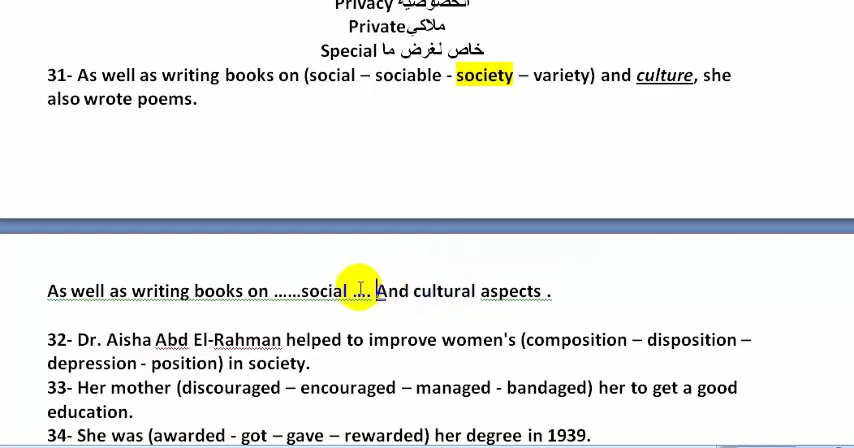 Privacy الخصوصية
Private ملاكي
Special خاص لغرض ما
31- As well as writing books on (social – sociable - society – variety) and culture, she
also wrote poems.
As well as writing books on ……social …. And cultural aspects .
32- Dr. Aisha Abd El-Rahman helped to improve women's (composition – disposition –
depression - position) in society.
33- Her mother (discouraged – encouraged – managed - bandaged) her to get a good
education.
34- She was (awarded - got – gave – rewarded) her degree in 1939.